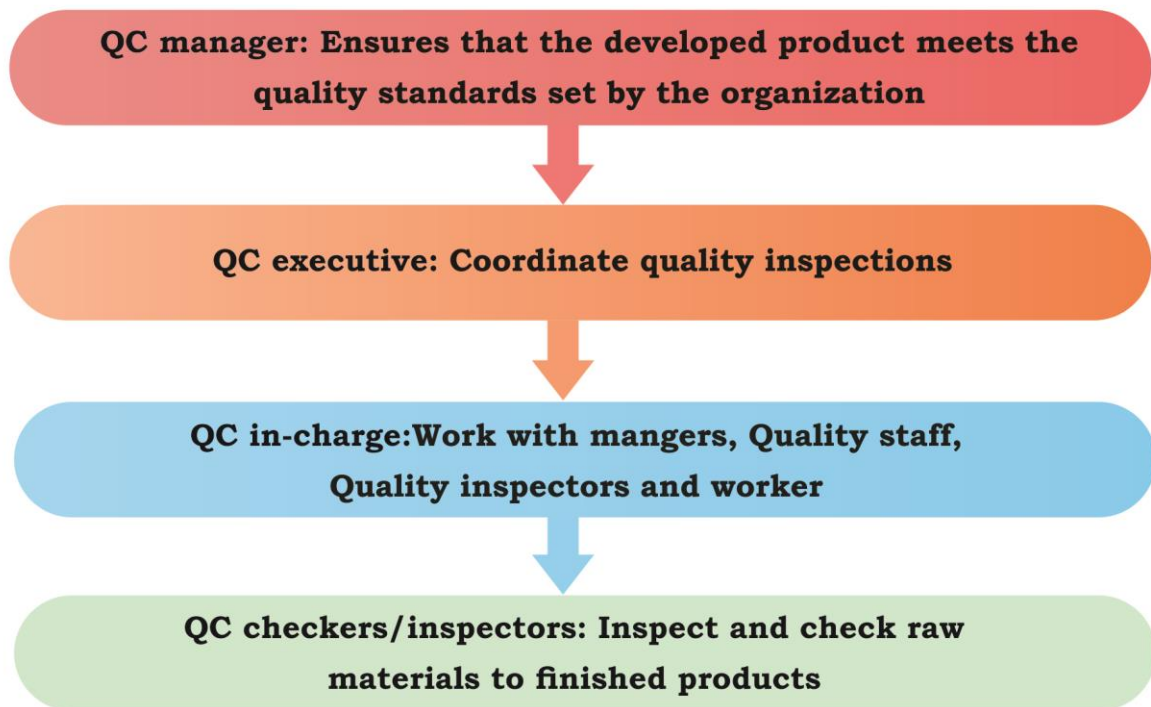 QC manager: Ensures that the developed product meets the
quality standards set by the organization
QC executive: Coordinate quality inspections
QC in-charge:Work with mangers, Quality staff,
Quality inspectors and worker
QC checkers/inspectors: Inspect and check raw
materials to finished products